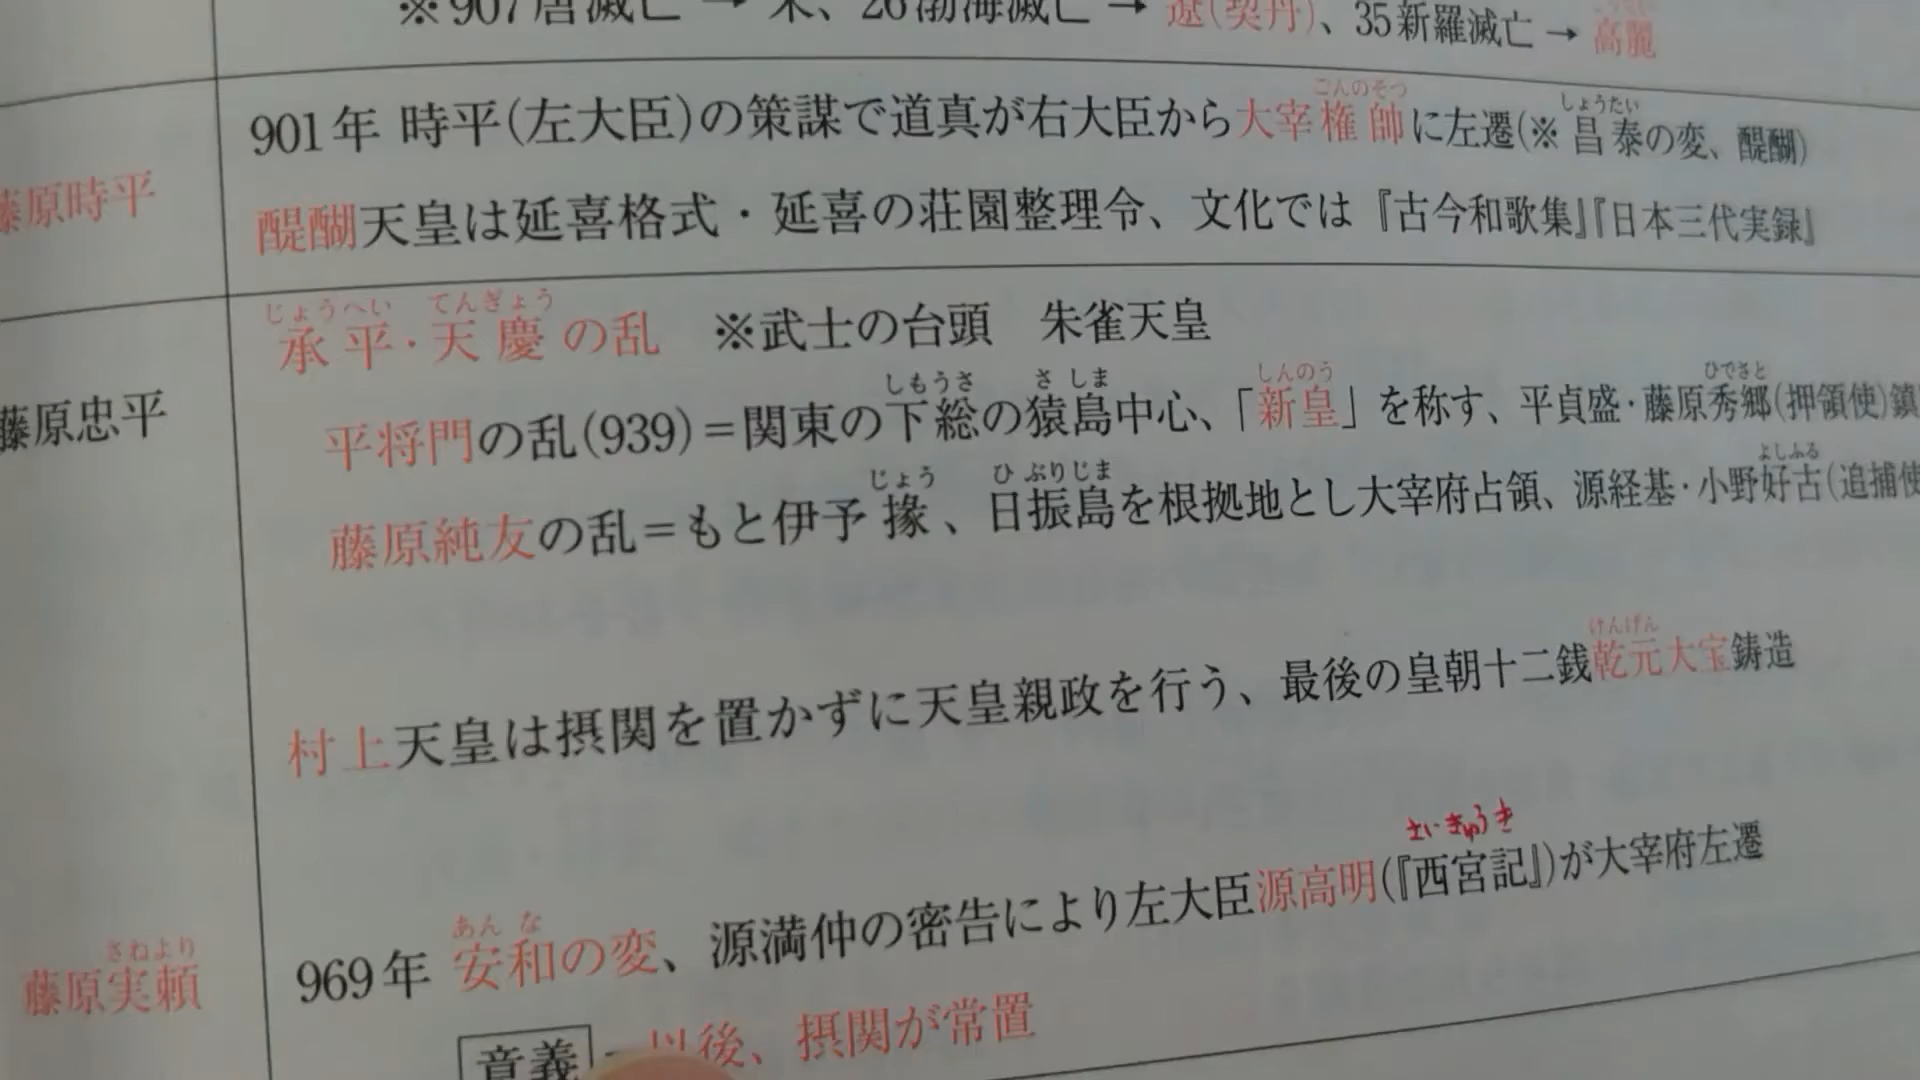 ※907唐滅亡 → 宋、26渤海滅亡 → 遼(契丹)、35新羅滅亡→高麗
藤原時平
ごんのそつ しょうたい
901年 時平(左大臣)の策謀で道真が右大臣から大宰権帥に左遷(※昌泰の変、醍醐)
醍醐天皇は延喜格式・延喜の荘園整理令、文化では『古今和歌集』『日本三代実録』
藤原忠平
じょうへい てんぎょう
承平・天慶の乱 ※武士の台頭 朱雀天皇
しもうさ さしま しんのう ひでさと
平将門の乱(939)=関東の下総の猿島中心、「新皇」を称す、平貞盛・藤原秀郷(押領使)鎮
じょう ひぶりじま よしふる
藤原純友の乱=もと伊予掾、日振島を根拠地とし大宰府占領、源経基・小野好古(追捕使
けんげん
村上天皇は摂関を置かずに天皇親政を行う、最後の皇朝十二銭乾元大宝鋳造
さねより
藤原実頼
あんな さいきゅうき
969年 安和の変、源満仲の密告により左大臣源高明(『西宮記』)が大宰府左遷
意義 以後、摂関が常置